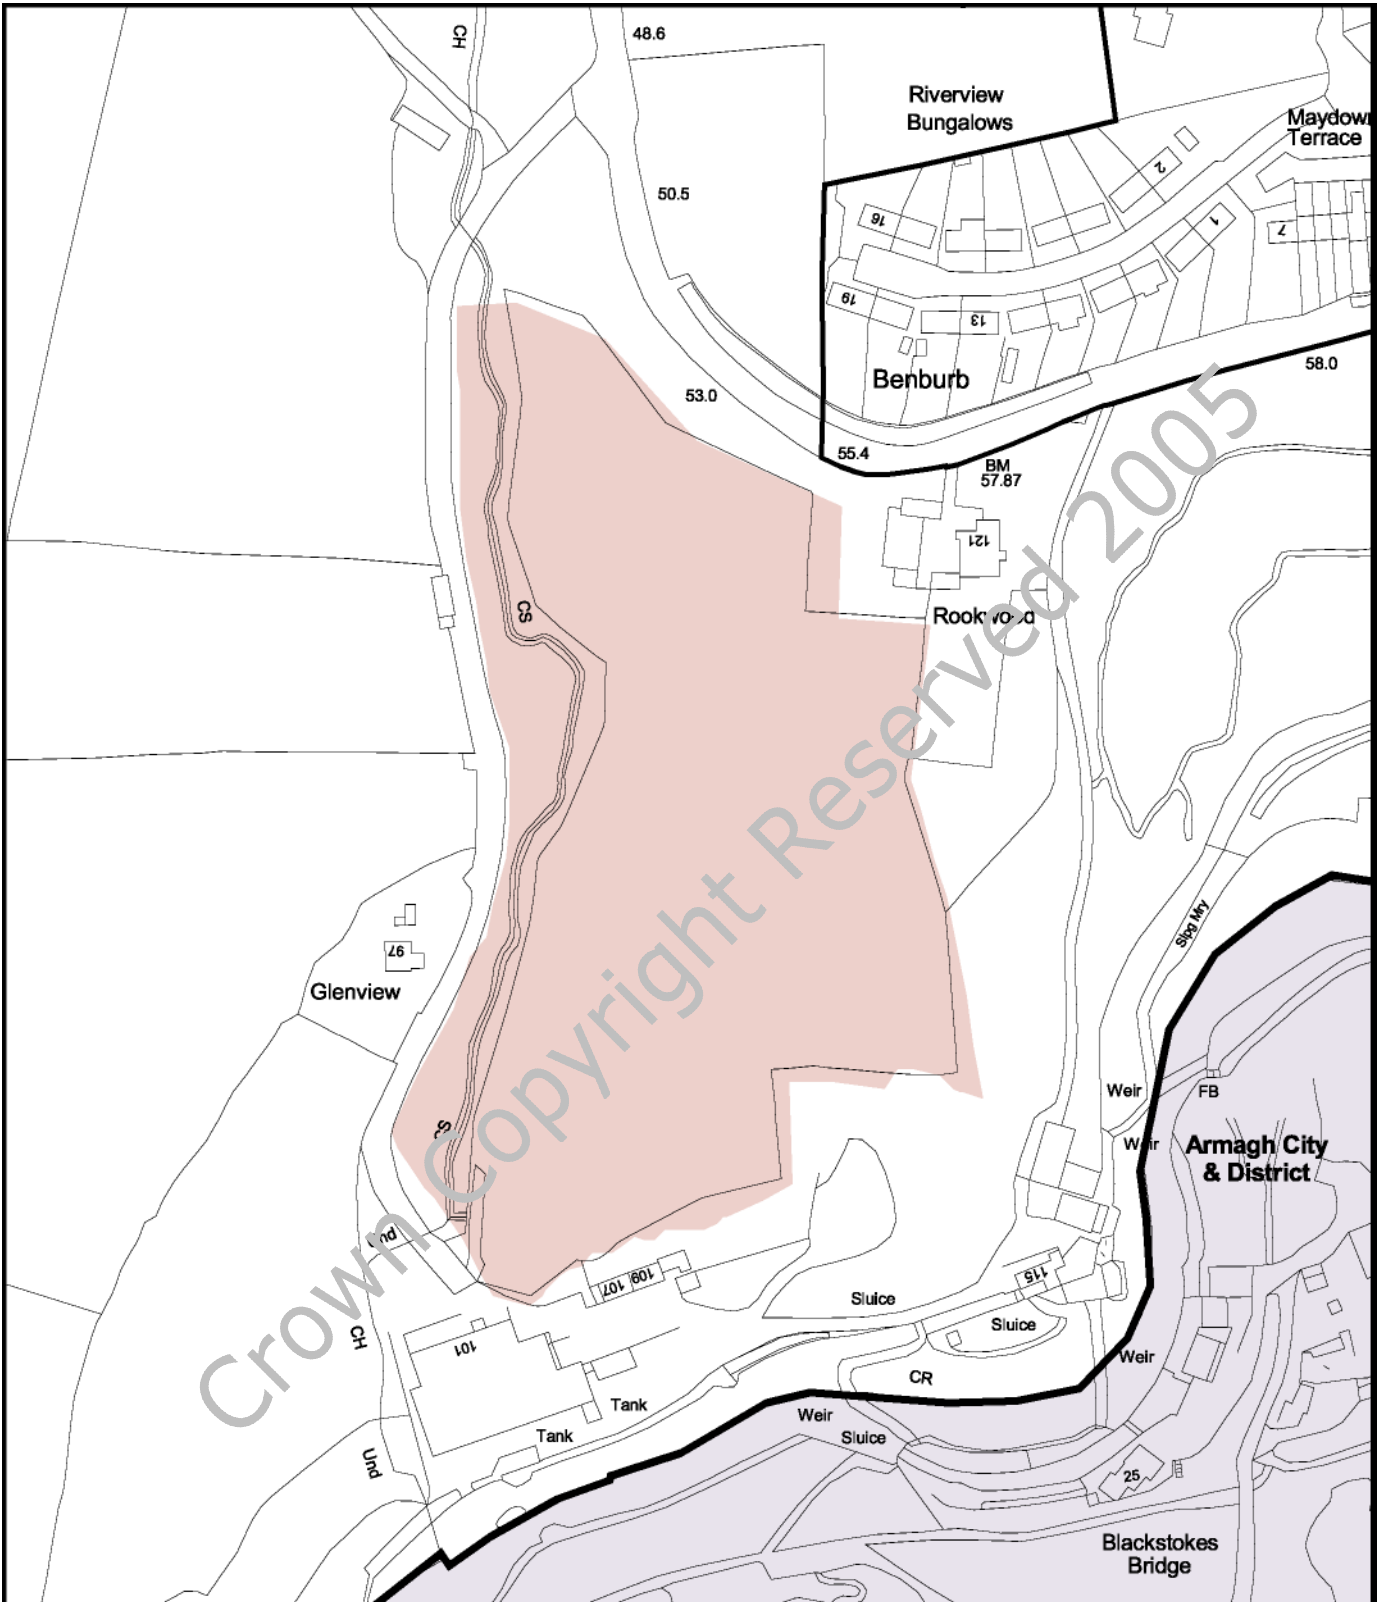 CH
48.6
Riverview
Bungalows
Maydown
Terrace
50.5
2
16
1
7
19
13
Benburb
53.0
58.0
55.4
BM
57.87
121
CS
Rookwood
Crown Copyright Reserved 2005
97
Glenview
Slpg Mry
Weir
FB
Weir
Armagh City
& District
CS
Und
109
107
115
Sluice
Sluice
CH
101
Weir
CR
Tank
Weir
Tank
Sluice
Und
25
Blackstokes
Bridge